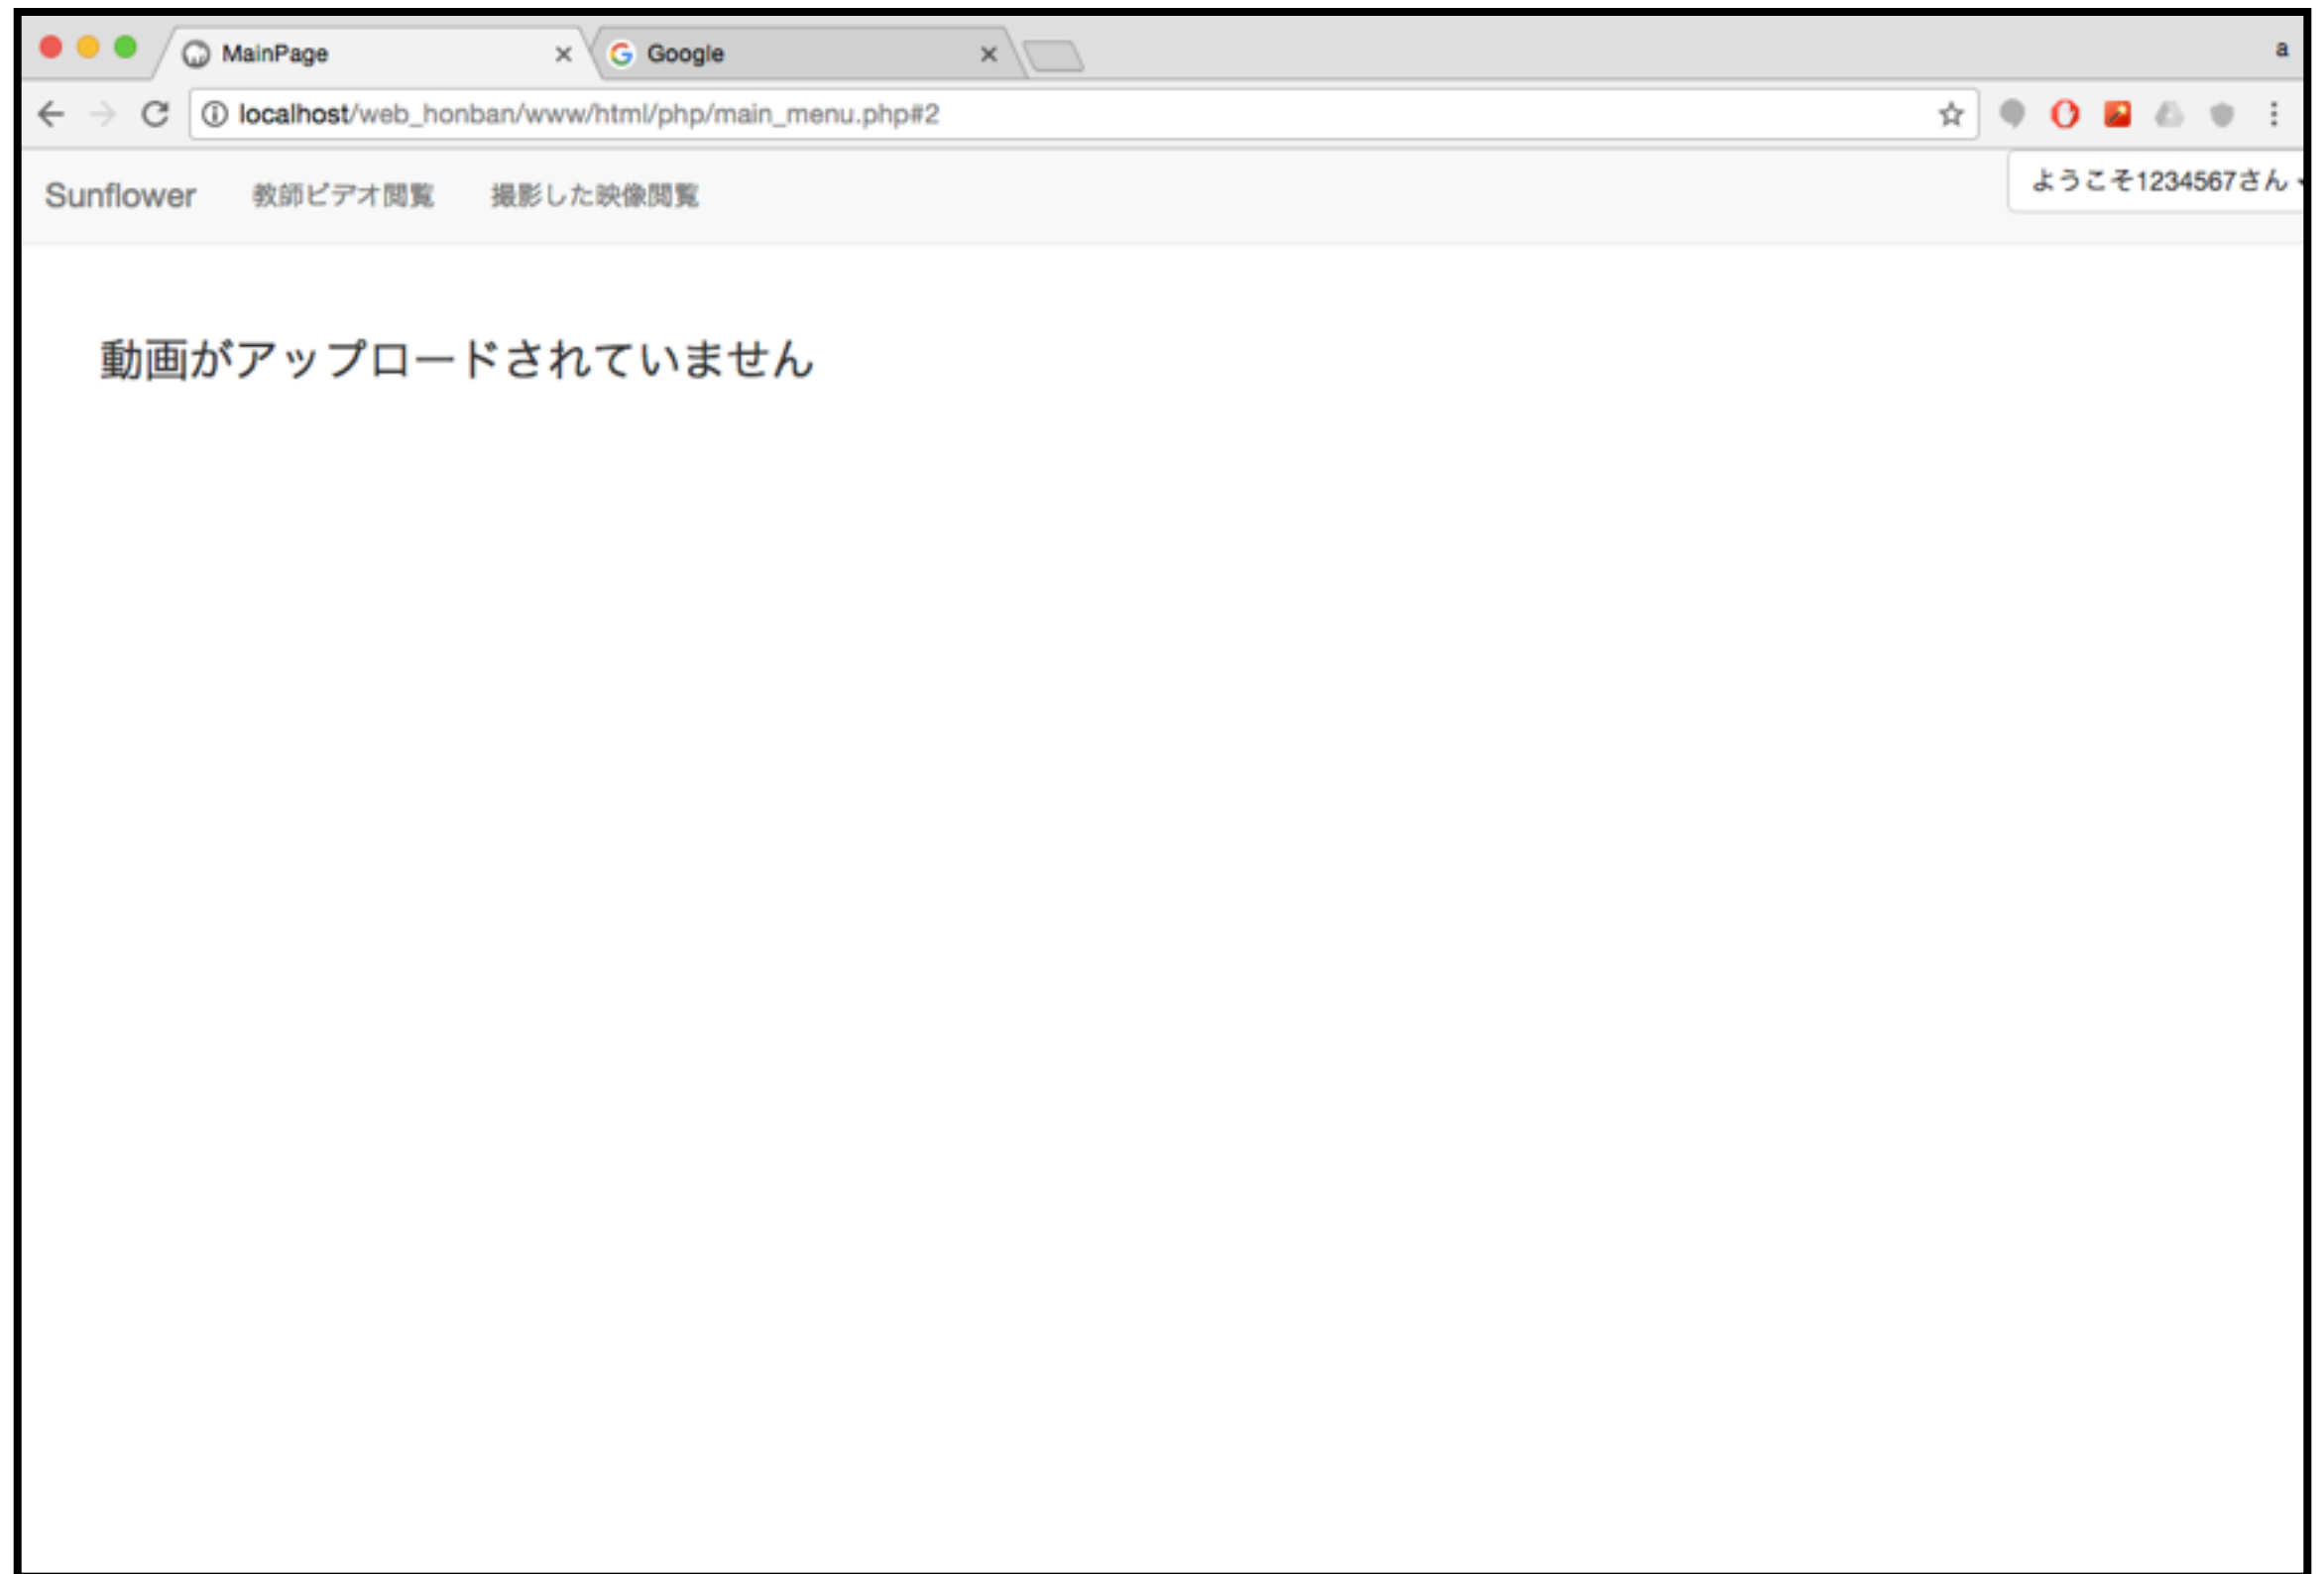 MainPage Google a
localhost/web_honban/www/html/php/main_menu.php#2
Sunflower 教師ビデオ閲覧 撮影した映像閲覧 ようこそ1234567さん
動画がアップロードされていません